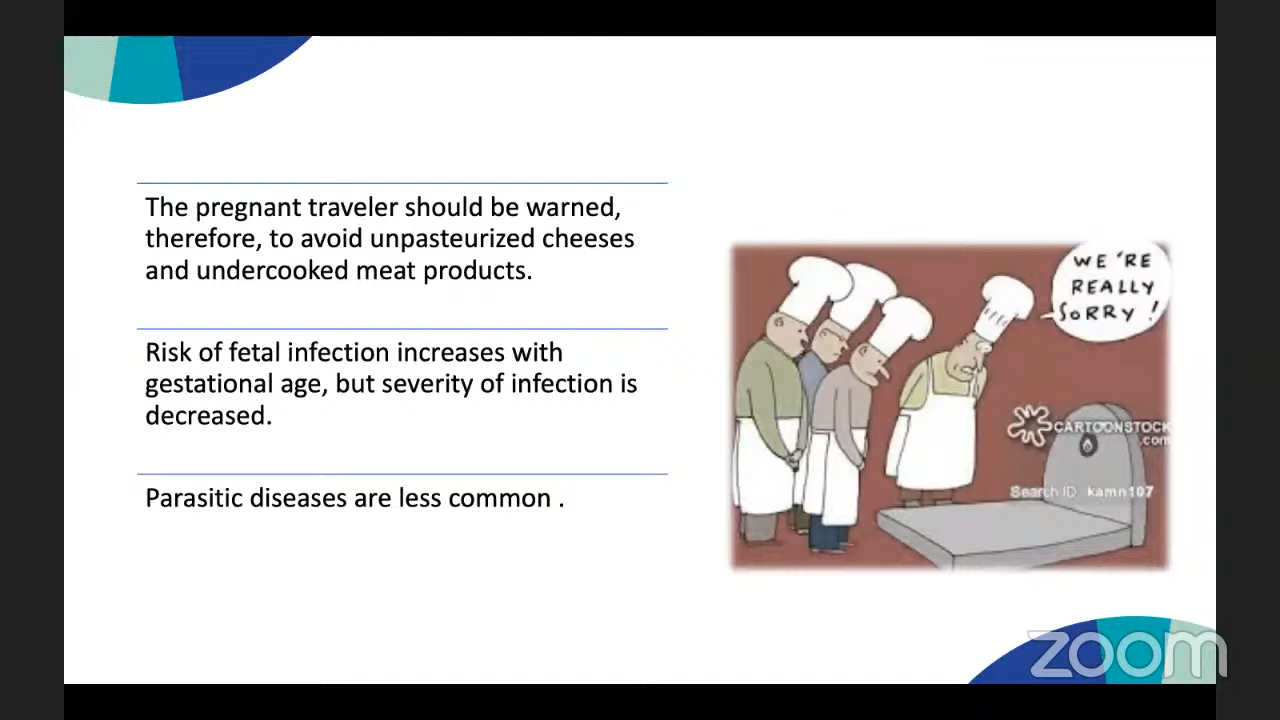 The pregnant traveler should be warned,
therefore, to avoid unpasteurized cheeses
and undercooked meat products.
Risk of fetal infection increases with
gestational age, but severity of infection is
decreased.
Parasitic diseases are less common .
WE'RE
REALLY
SORRY !
CARTOONSTOCK
.com
Search ID: kamn107
zoom